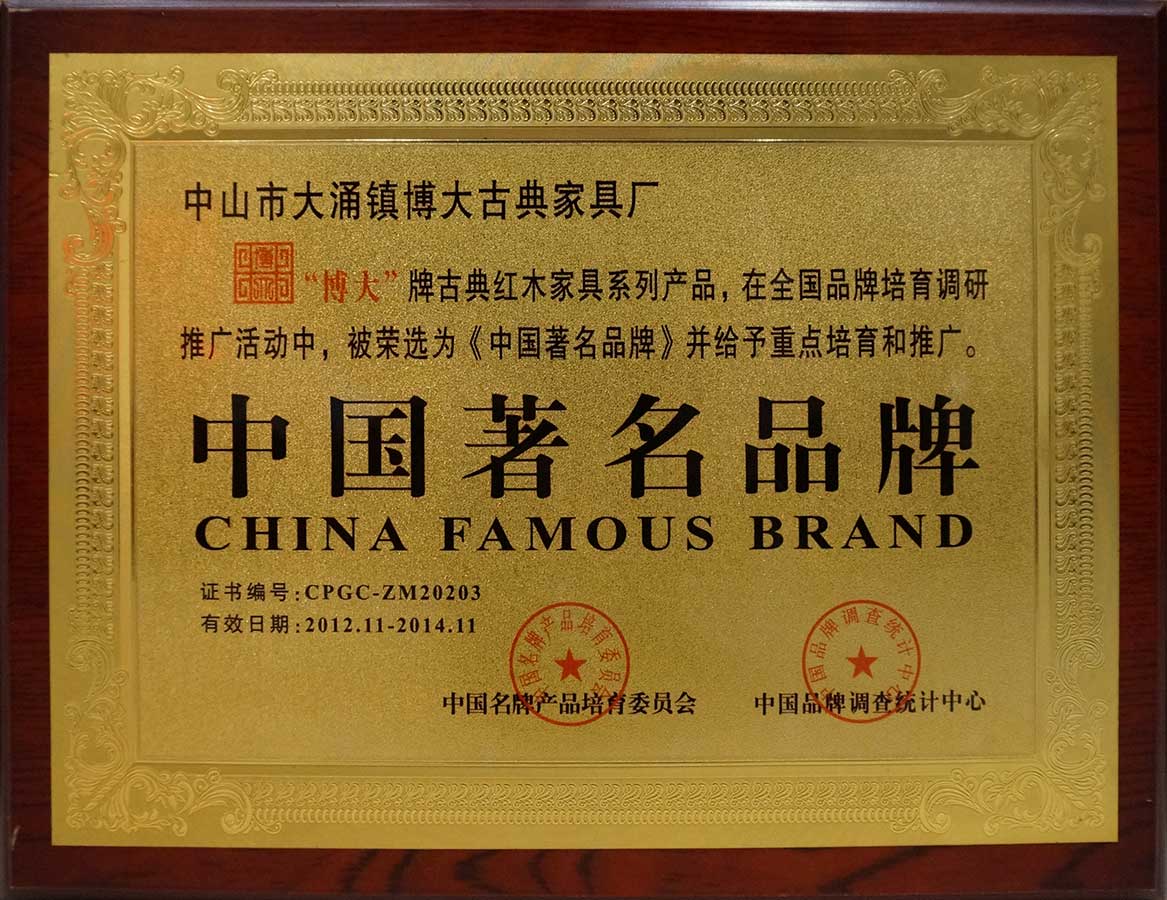 中山市大涌镇博大古典家具厂
“博大”牌古典红木家具系列产品，在全国品牌培育调研
推广活动中，被荣选为《中国著名品牌》并给予重点培育和推广。
中国著名品牌
CHINA FAMOUS BRAND
证书编号:CPGC-ZM20203
有效日期:2012.11-2014.11
中国名牌产品培育委员会
中国品牌调查统计中心
中国名牌产品培育委员会
中国品牌调查统计中心